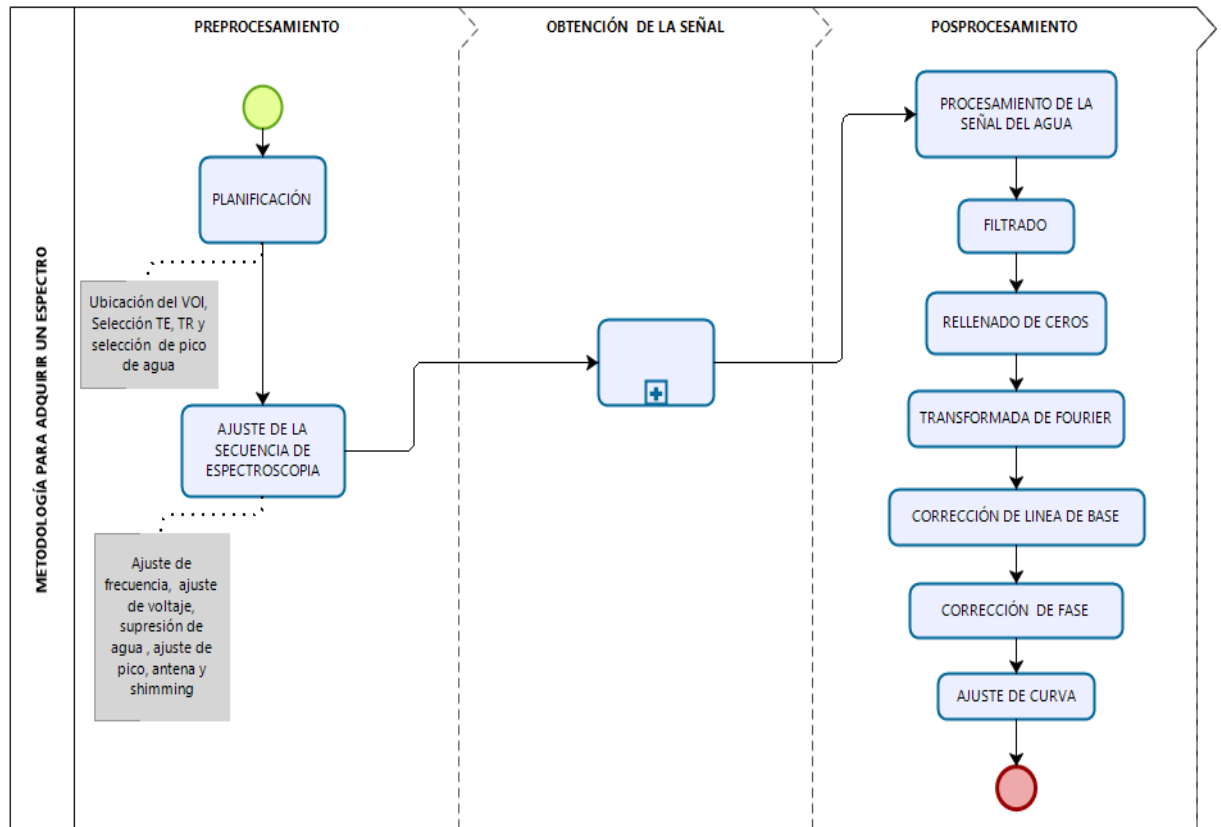 METODOLOGÍA PARA ADQUIRIR UN ESPECTRO
PREPROCESAMIENTO
PLANIFICACIÓN
Ubicación del VOI,
Selección TE, TR y
selección de pico
de agua
AJUSTE DE LA
SECUENCIA DE
ESPECTROSCOPIA
Ajuste de
frecuencia, ajuste
de voltaje,
supresión de
agua , ajuste de
pico, antena y
shimming
OBTENCIÓN DE LA SEÑAL
POSPROCESAMIENTO
PROCESAMIENTO DE LA
SEÑAL DEL AGUA
FILTRADO
RELLENADO DE CEROS
TRANSFORMADA DE FOURIER
CORRECCIÓN DE LINEA DE BASE
CORRECCIÓN DE FASE
AJUSTE DE CURVA